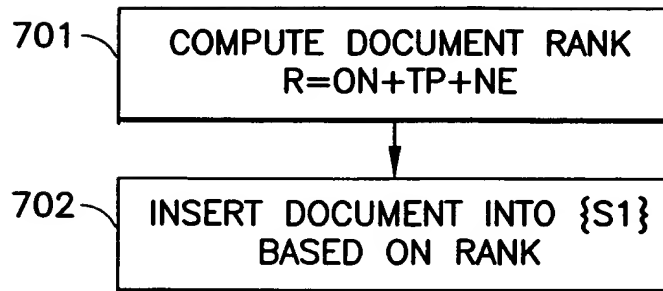 701
COMPUTE DOCUMENT RANK
R=ON+TP+NE
702
INSERT DOCUMENT INTO {S1}
BASED ON RANK